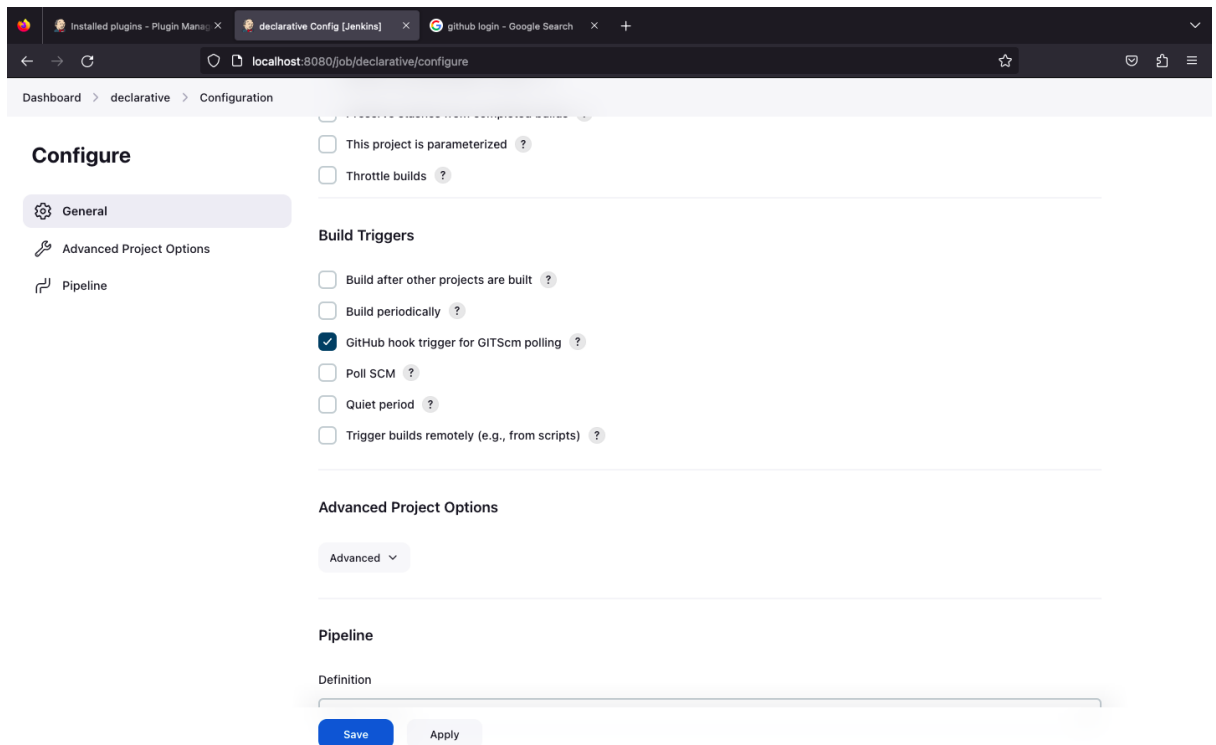 Installed plugins - Plugin Manag
declarative Config [Jenkins]
github login - Google Search
localhost:8080/job/declarative/configure
Dashboard > declarative > Configuration
Configure
General
Advanced Project Options
Pipeline
This project is parameterized ?
Throttle builds ?
Build Triggers
Build after other projects are built ?
Build periodically ?
GitHub hook trigger for GITScm polling ?
Poll SCM ?
Quiet period ?
Trigger builds remotely (e.g., from scripts) ?
Advanced Project Options
Advanced
Pipeline
Definition
Save
Apply